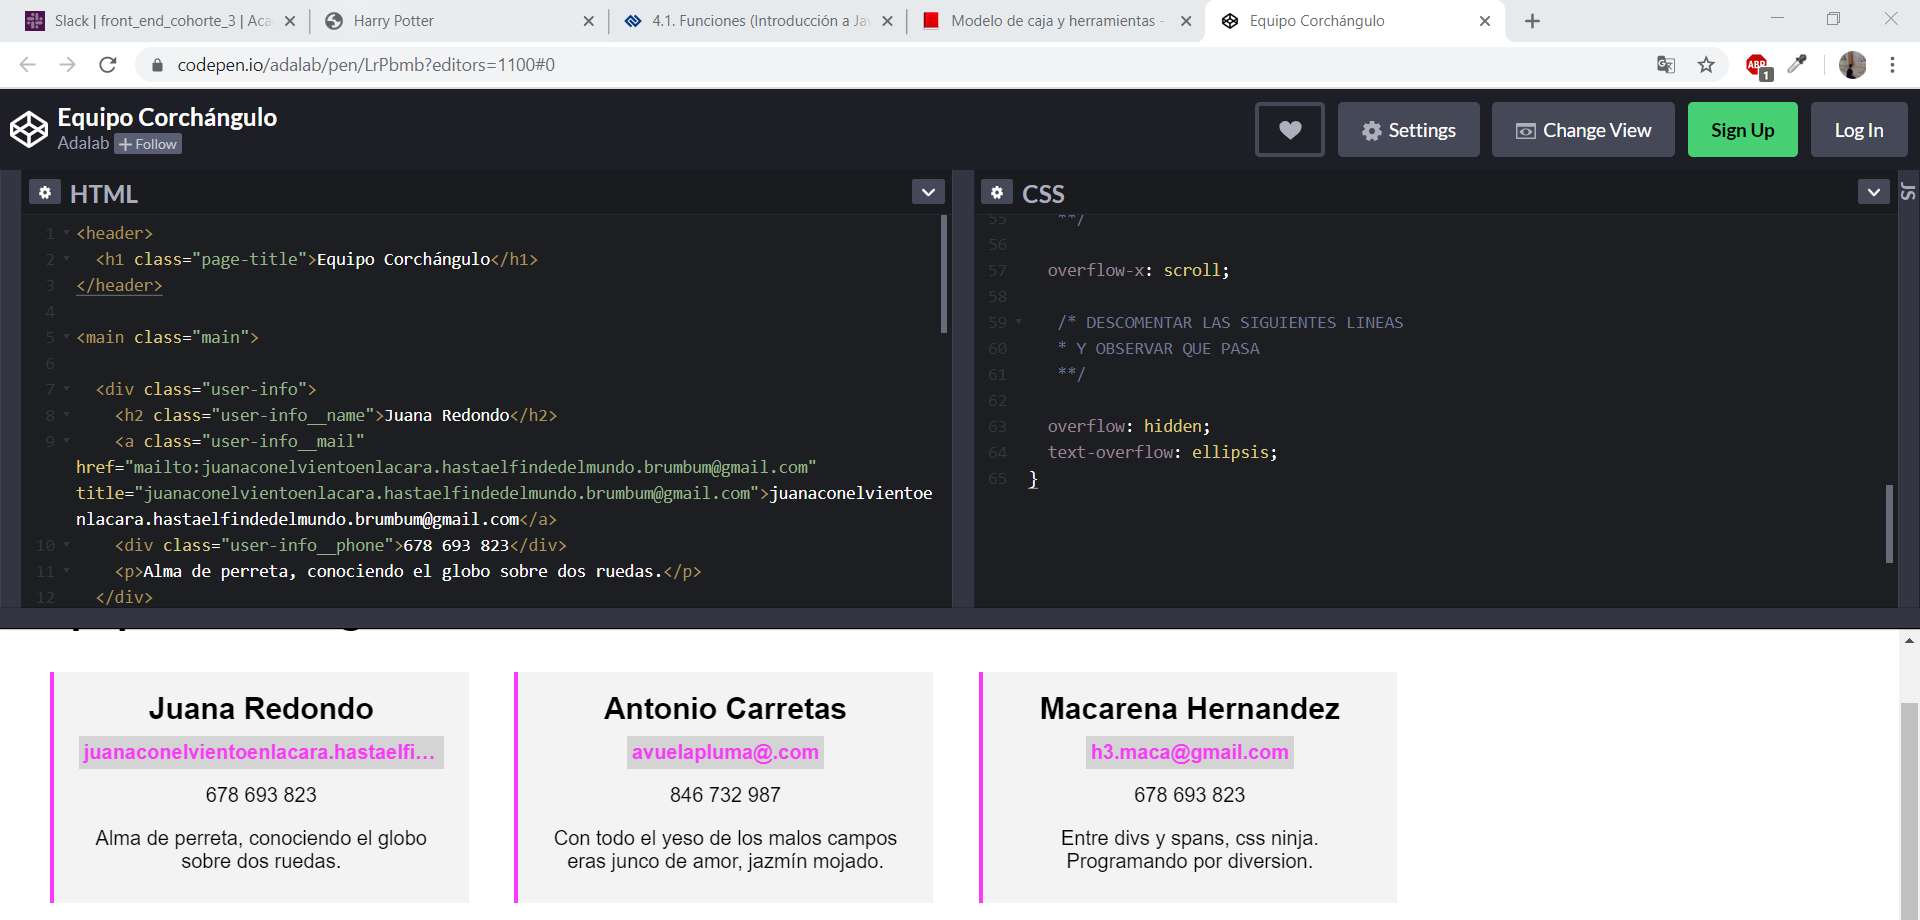 Slack | front_end_cohorte_3 | Aca
Harry Potter
4.1. Funciones (Introducción a Jav
Modelo de caja y herramientas -
Equipo Corchángulo
codepen.io/adalab/pen/LrPbmb?editors=1100#0
ABP
1
Equipo Corchángulo
Adalab + Follow
Settings
Change View
Sign Up
Log In
HTML
1 <header>
2 <h1 class="page-title">Equipo Corchángulo</h1>
3 </header>
4
5 <main class="main">
6
7 <div class="user-info">
8 <h2 class="user-info__name">Juana Redondo</h2>
9 <a class="user-info__mail"
href="mailto:juanaconelvientoenlacara.hastaelfindedelmundo.brumbum@gmail.com"
title="juanaconelvientoenlacara.hastaelfindedelmundo.brumbum@gmail.com">juanaconelvientoe
nlacara.hastaelfindedelmundo.brumbum@gmail.com</a>
10 <div class="user-info__phone">678 693 823</div>
11 <p>Alma de perreta, conociendo el globo sobre dos ruedas.</p>
12 </div>
CSS
JS
55 **/
56
57 overflow-x: scroll;
58
59 /* DESCOMENTAR LAS SIGUIENTES LINEAS
60 * Y OBSERVAR QUE PASA
61 **/
62
63 overflow: hidden;
64 text-overflow: ellipsis;
65 }
Juana Redondo
juanaconelvientoenlacara.hastaelfi...
678 693 823
Alma de perreta, conociendo el globo
sobre dos ruedas.
Antonio Carretas
avuelapluma@.com
846 732 987
Con todo el yeso de los malos campos
eras junco de amor, jazmín mojado.
Macarena Hernandez
h3.maca@gmail.com
678 693 823
Entre divs y spans, css ninja.
Programando por diversion.